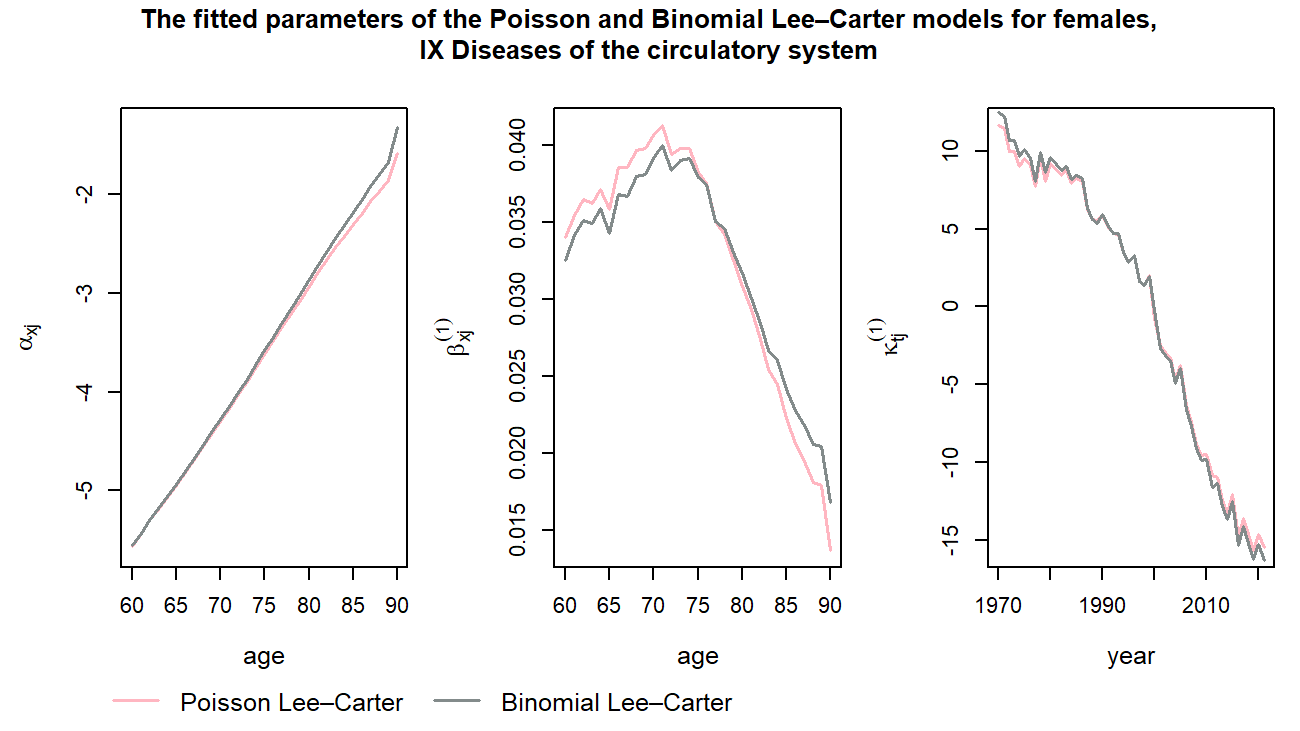 The fitted parameters of the Poisson and Binomial Lee–Carter models for females,
IX Diseases of the circulatory system
αxj
-2
-3
-4
-5
60 65 70 75 80 85 90
age
βxj(1)
0.040
0.035
0.030
0.025
0.020
0.015
60 65 70 75 80 85 90
age
κtj(1)
10
5
0
-5
-10
-15
1970 1990 2010
year
Poisson Lee–Carter Binomial Lee–Carter